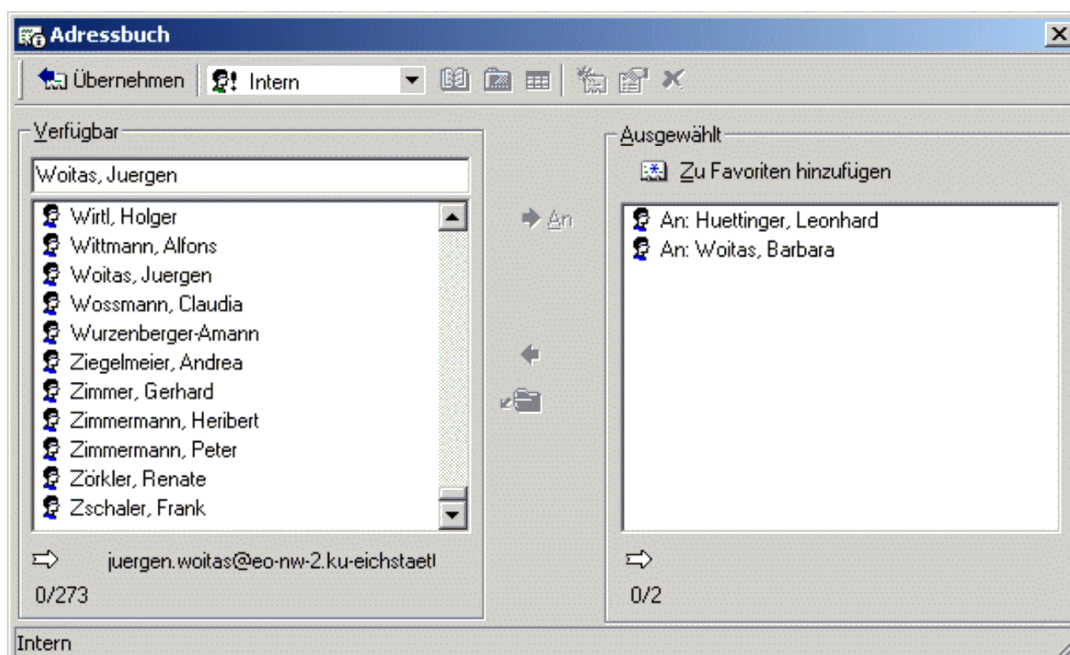 Adressbuch
Übernehmen Intern
Verfügbar
Woitas, Juergen
Wirtl, Holger
Wittmann, Alfons
Woitas, Juergen
Wossmann, Claudia
Wurzenberger-Amann
Ziegelmeier, Andrea
Zimmer, Gerhard
Zimmermann, Heribert
Zimmermann, Peter
Zörkler, Renate
Zschaler, Frank
juergen.woitas@eo-nw-2.ku-eichstaett
0/273
An
Ausgewählt
Zu Favoriten hinzufügen
An: Huettinger, Leonhard
An: Woitas, Barbara
0/2
Intern